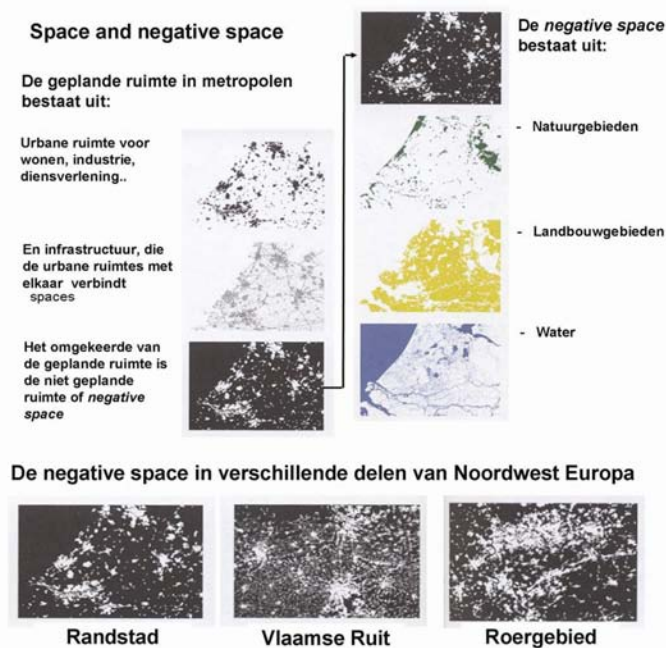 Space and negative space
De geplande ruimte in metropolen
bestaat uit:
Urbane ruimte voor
wonen, industrie,
diensverlening..
En infrastructuur, die
de urbane ruimtes met
elkaar verbindt
spaces
Het omgekeerde van
de geplande ruimte is
de niet geplande
ruimte of negative
space
De negative space
bestaat uit:
- Natuurgebieden
- Landbouwgebieden
- Water
De negative space in verschillende delen van Noordwest Europa
Randstad
Vlaamse Ruit
Roergebied